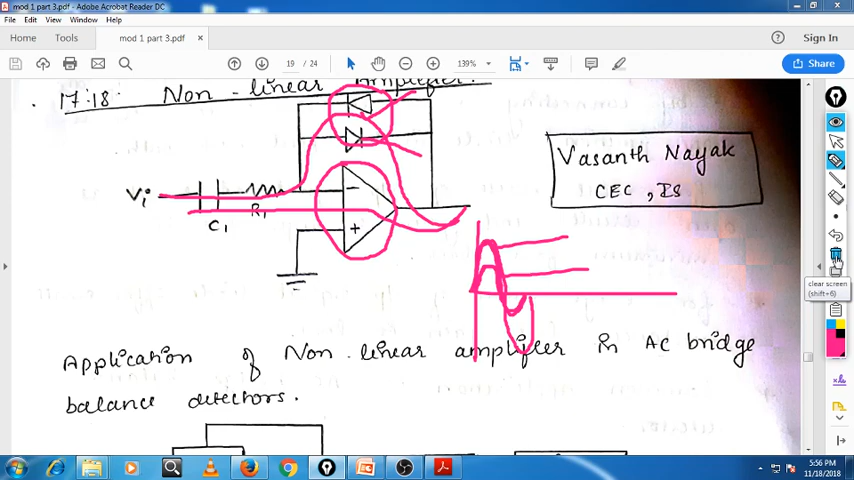 mod 1 part 3.pdf - Adobe Acrobat Reader DC
File Edit View Window Help
Home Tools mod 1 part 3.pdf × Sign In
19 / 24 139% Share
17.18. Non-linear Amplifier.
Vasanth Nayak
CEC, IS
Vi
R1
C1
-
+
clear screen
(shift+6)
Application of Non-linear amplifier in AC bridge
balance detectors.
5:56 PM
11/18/2018